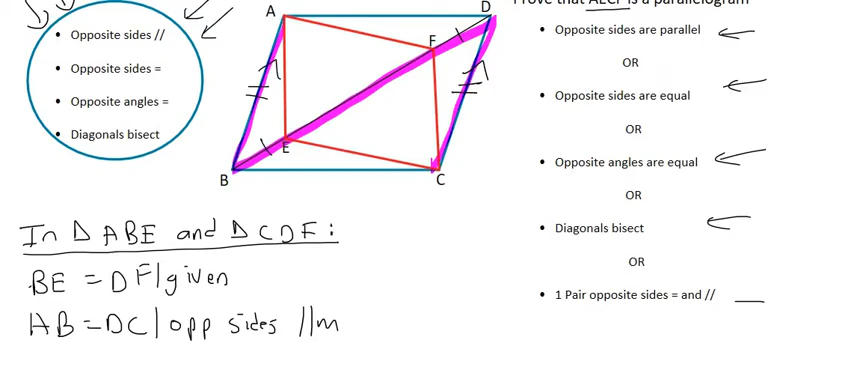 Prove that AECF is a parallelogram
• Opposite sides //
• Opposite sides =
• Opposite angles =
• Diagonals bisect
A
D
F
E
B
C
• Opposite sides are parallel
OR
• Opposite sides are equal
OR
• Opposite angles are equal
OR
• Diagonals bisect
OR
• 1 Pair opposite sides = and //
In Δ ABE and Δ CDF:
BE = DF/given
AB = DC/opp sides //m